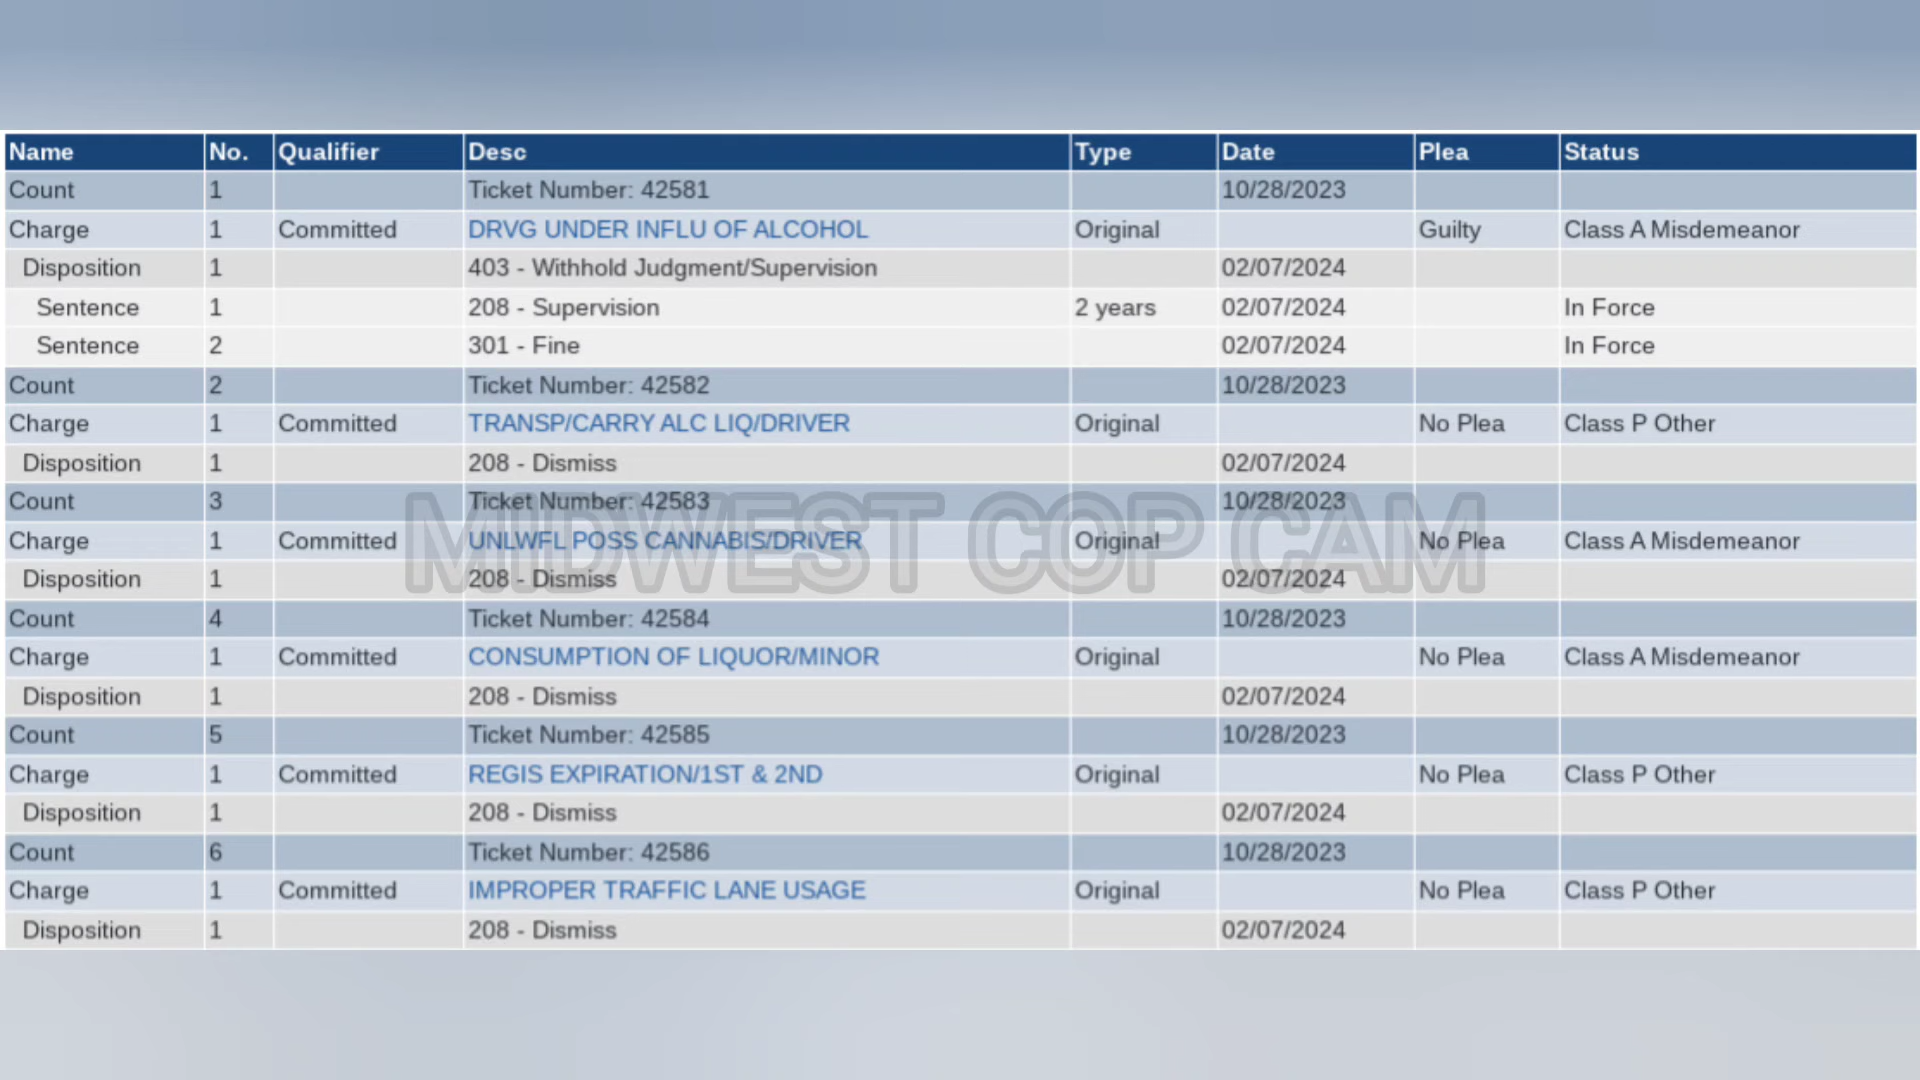 Name No. Qualifier Desc Type Date Plea Status
Count 1 Ticket Number: 42581 10/28/2023
Charge 1 Committed DRVG UNDER INFLU OF ALCOHOL Original Guilty Class A Misdemeanor
Disposition 1 403 - Withhold Judgment/Supervision 02/07/2024
Sentence 1 208 - Supervision 2 years 02/07/2024 In Force
Sentence 2 301 - Fine 02/07/2024 In Force
Count 2 Ticket Number: 42582 10/28/2023
Charge 1 Committed TRANSP/CARRY ALC LIQ/DRIVER Original No Plea Class P Other
Disposition 1 208 - Dismiss 02/07/2024
Count 3 Ticket Number: 42583 10/28/2023
Charge 1 Committed UNLWFL POSS CANNABIS/DRIVER Original No Plea Class A Misdemeanor
MIDWEST COP CAM
Disposition 1 208 - Dismiss 02/07/2024
Count 4 Ticket Number: 42584 10/28/2023
Charge 1 Committed CONSUMPTION OF LIQUOR/MINOR Original No Plea Class A Misdemeanor
Disposition 1 208 - Dismiss 02/07/2024
Count 5 Ticket Number: 42585 10/28/2023
Charge 1 Committed REGIS EXPIRATION/1ST & 2ND Original No Plea Class P Other
Disposition 1 208 - Dismiss 02/07/2024
Count 6 Ticket Number: 42586 10/28/2023
Charge 1 Committed IMPROPER TRAFFIC LANE USAGE Original No Plea Class P Other
Disposition 1 208 - Dismiss 02/07/2024